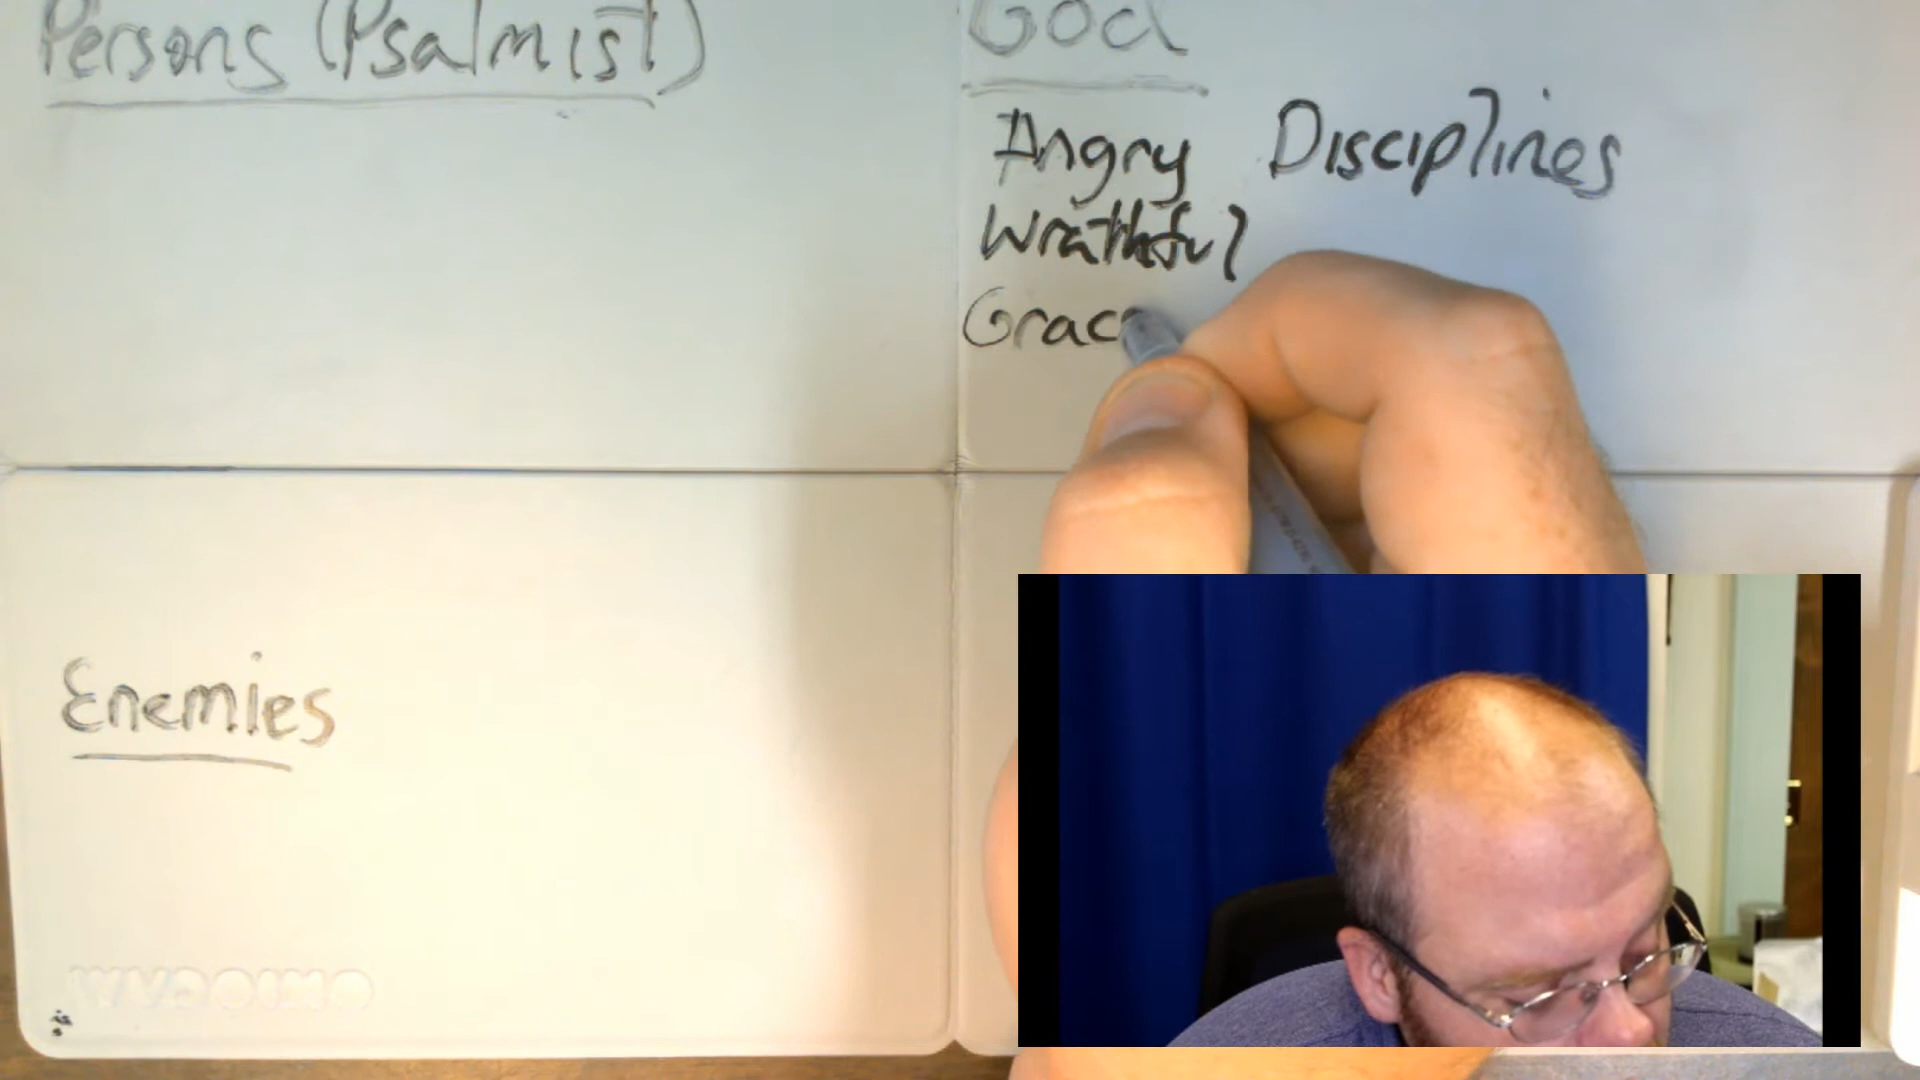 Persons (Psalmist)
God
Angry Disciplines
Wrathful
Grac
Enemies